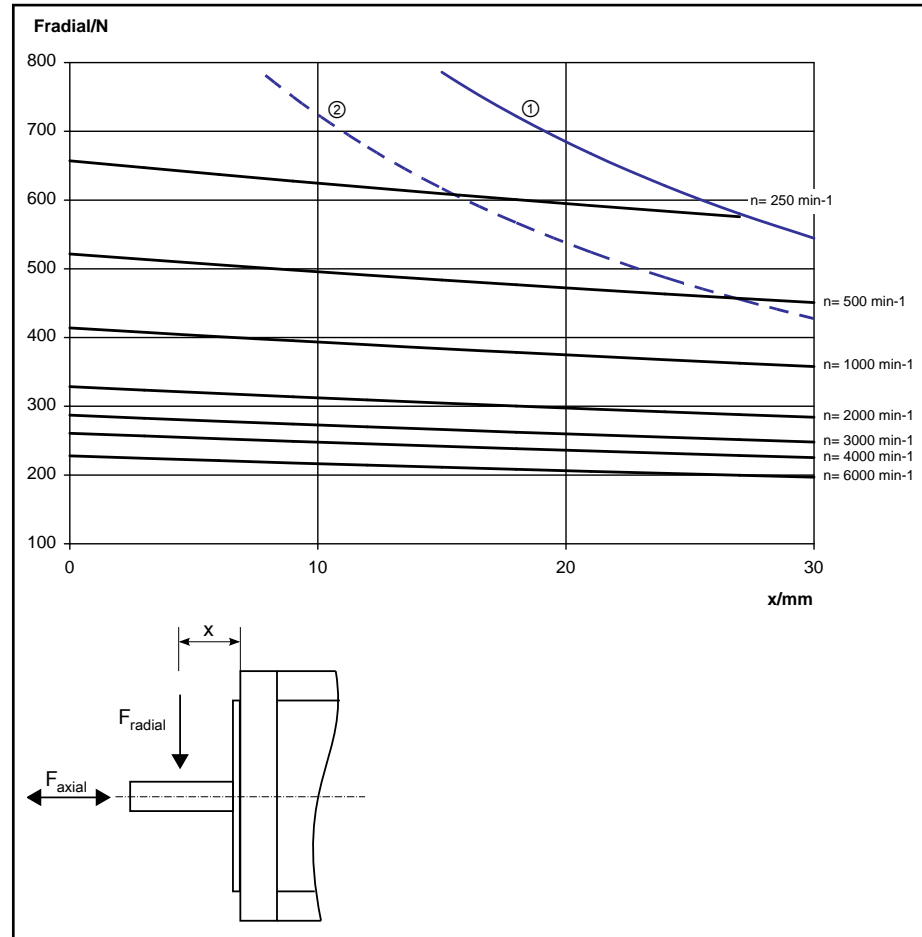 Fradial/N
800
700
600
500
400
300
200
100
②
①
n= 250 min-1
n= 500 min-1
n= 1000 min-1
n= 2000 min-1
n= 3000 min-1
n= 4000 min-1
n= 6000 min-1
0 10 20 30
x/mm
x
Fradial
Faxial